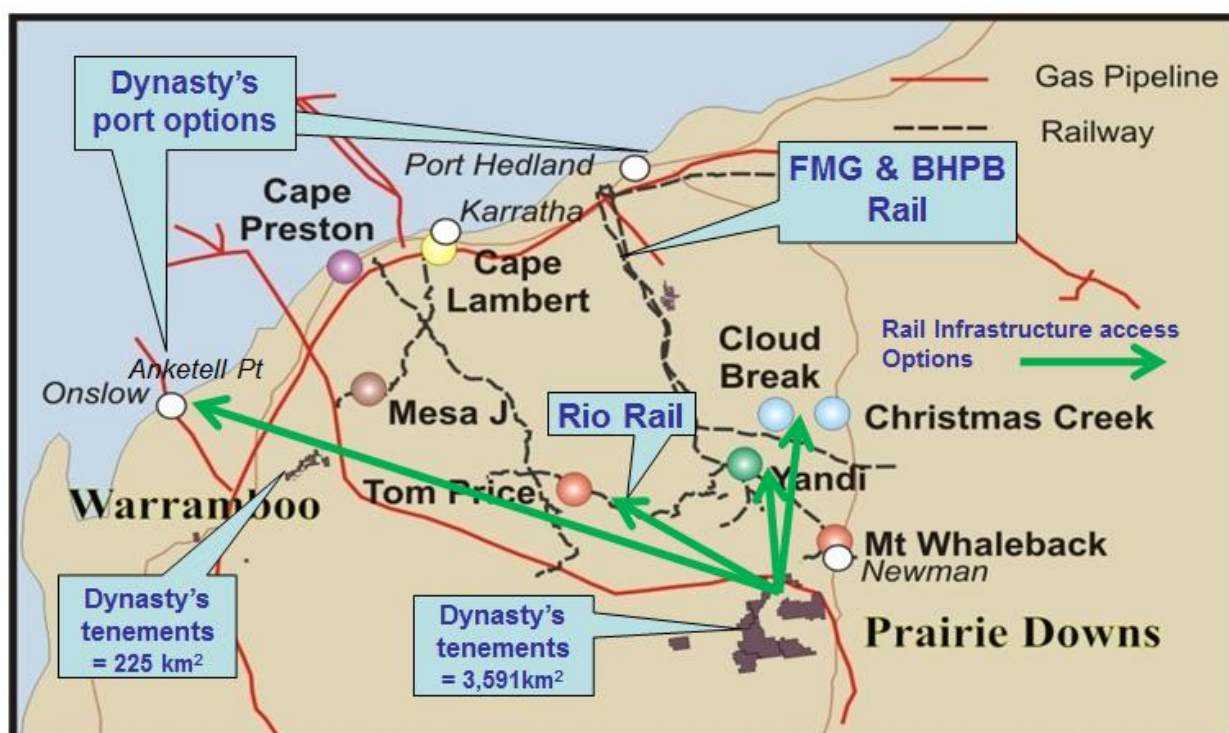 Dynasty's
port options
Gas Pipeline
Railway
Port Hedland
FMG & BHPB
Rail
Cape
Preston
Karratha
Cape
Lambert
Rail Infrastructure access
Options
Cloud
Break
Anketell Pt
Onslow
Mesa J
Rio Rail
Christmas Creek
Warramboo
Tom Price
Yandi
Mt Whaleback
Newman
Dynasty's
tenements
= 225 km²
Dynasty's
tenements
= 3,591km²
Prairie Downs